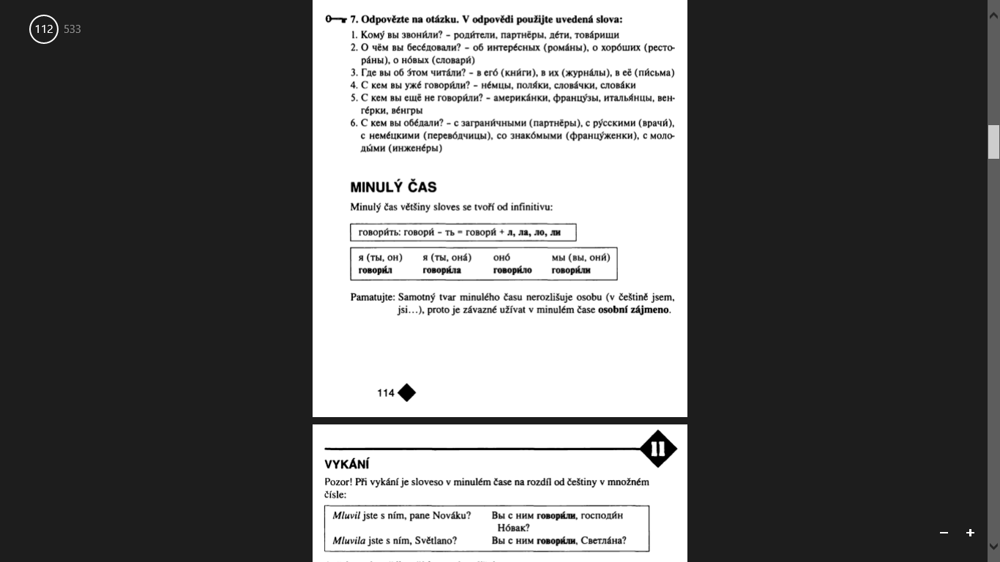 112 533
7. Odpovězte na otázku. V odpovědi použijte uvedená slova:
1. Комý вы звони́ли? – роди́тели, партнёры, де́ти, това́рищи
2. О чём вы бесе́довали? – об интере́сных (рома́ны), о хоро́ших (ресто-
ра́ны), о но́вых (словари́)
3. Где вы об э́том чита́ли? – в его́ (кни́ги), в их (журна́лы), в её (пи́сьма)
4. С кем вы уже́ говори́ли? – не́мцы, поля́ки, слова́чки, слова́ки
5. С кем вы ещё не говори́ли? – америка́нки, францу́зы, италья́нцы, вен-
ге́рки, ве́нгры
6. С кем вы обе́дали? – с заграни́чными (партнёры), с ру́сскими (врачи́),
с неме́цкими (перево́дчицы), со знако́мыми (францу́женки), с моло-
ды́ми (инжене́ры)
MINULÝ ČAS
Minulý čas většiny sloves se tvoří od infinitivu:
говори́ть: говори́ – ть = говори́ + л, ла, ло, ли
я (ты, он) я (ты, она́) оно́ мы (вы, они́)
говори́л говори́ла говори́ло говори́ли
Pamatujte: Samotný tvar minulého času nerozlišuje osobu (v češtině jsem,
jsi...), proto je závazné užívat v minulém čase osobní zájmeno.
114
11
VYKÁNÍ
Pozor! Při vykání je sloveso v minulém čase na rozdíl od češtiny v množném
čísle:
Mluvil jste s ním, pane Nováku? Вы с ним говори́ли, господи́н
Но́вак?
Mluvila jste s ním, Světlano? Вы с ним говори́ли, Светла́на?